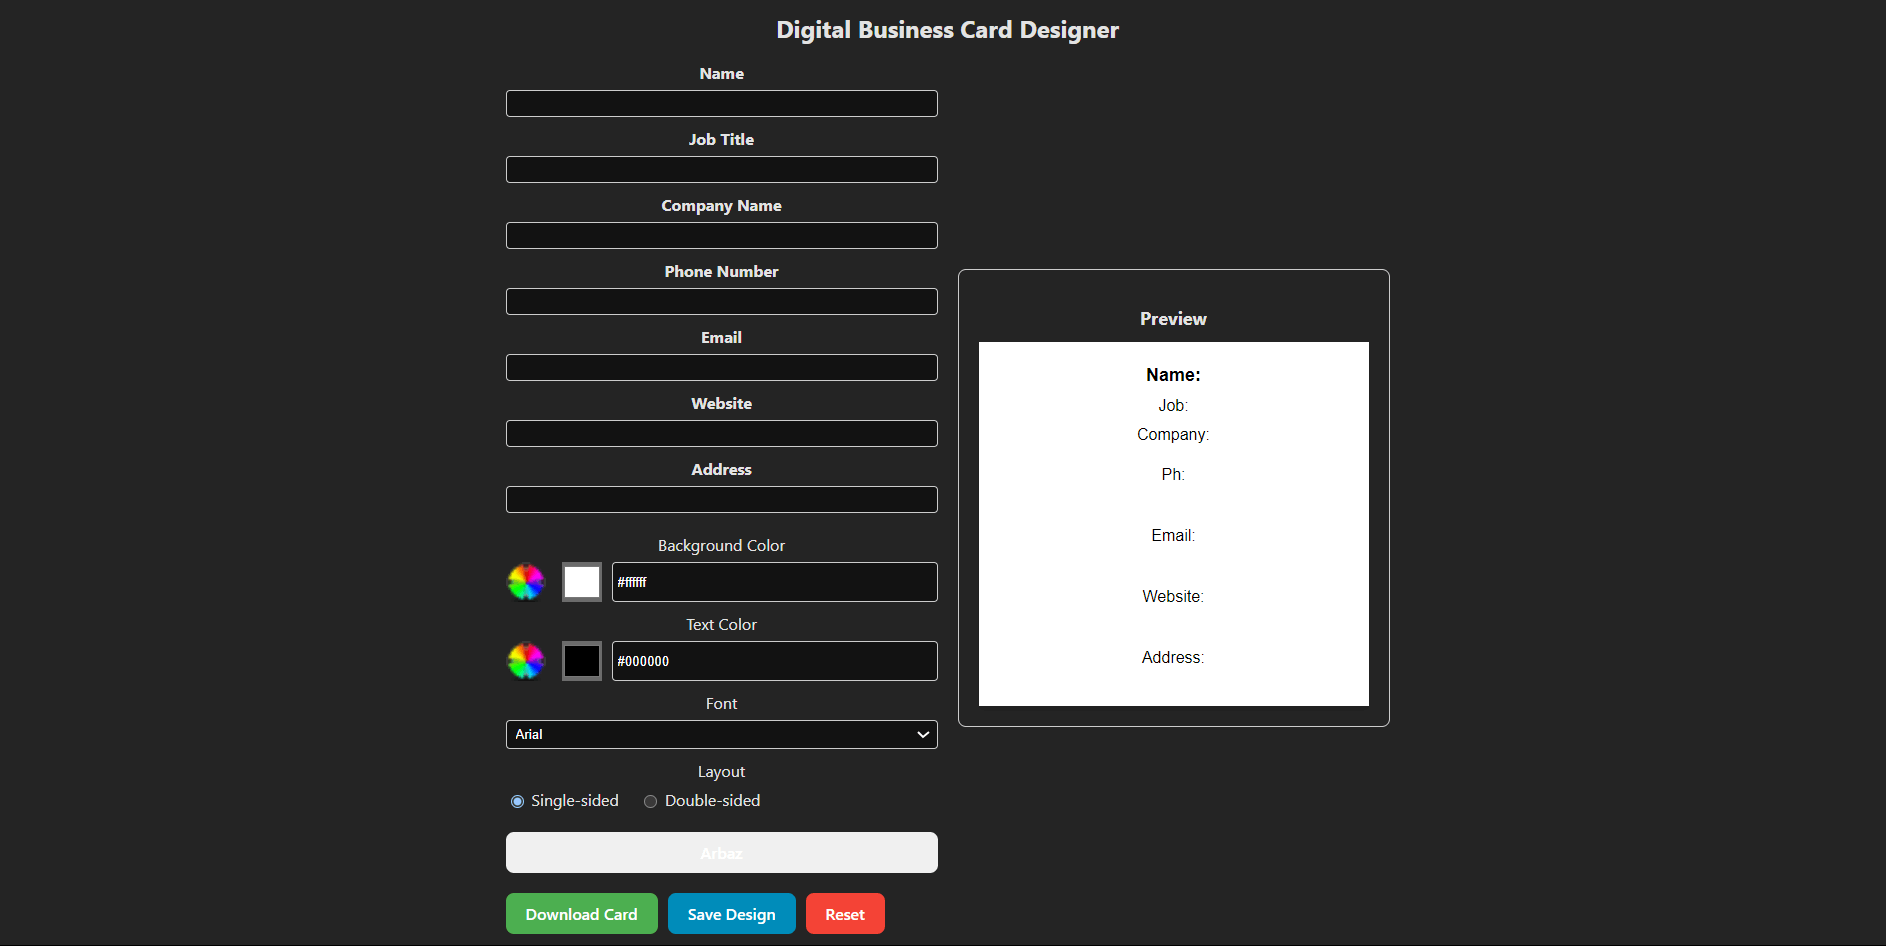 Digital Business Card Designer
Name
Job Title
Company Name
Phone Number
Email
Website
Address
Background Color
#ffffff
Text Color
#000000
Font
Arial
Layout
Single-sided Double-sided
Arbaz
Download Card Save Design Reset
Preview
Name:
Job:
Company:
Ph:
Email:
Website:
Address: